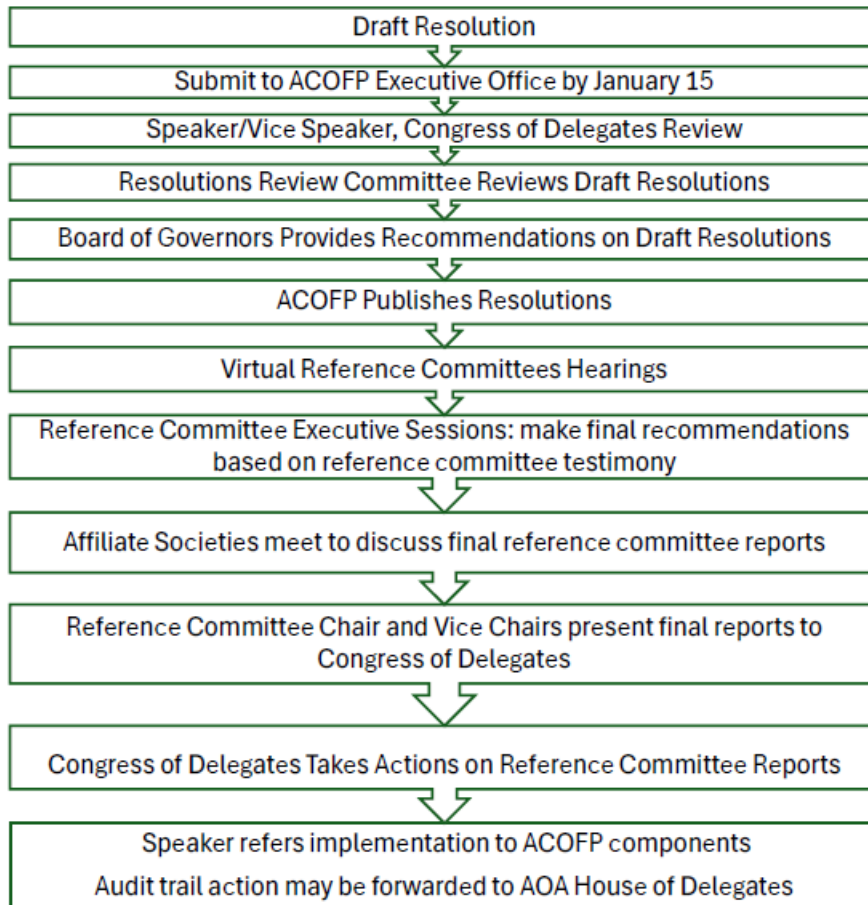 Draft Resolution
Submit to ACOFP Executive Office by January 15
Speaker/Vice Speaker, Congress of Delegates Review
Resolutions Review Committee Reviews Draft Resolutions
Board of Governors Provides Recommendations on Draft Resolutions
ACOFP Publishes Resolutions
Virtual Reference Committees Hearings
Reference Committee Executive Sessions: make final recommendations
based on reference committee testimony
Affiliate Societies meet to discuss final reference committee reports
Reference Committee Chair and Vice Chairs present final reports to
Congress of Delegates
Congress of Delegates Takes Actions on Reference Committee Reports
Speaker refers implementation to ACOFP components
Audit trail action may be forwarded to AOA House of Delegates